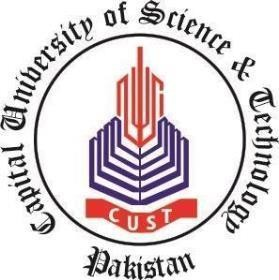 Capital University of Science & Technology
CUST
Pakistan